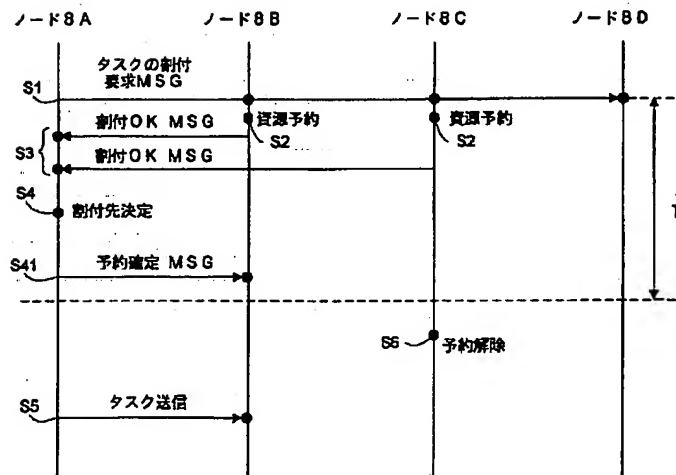 ノード8A
ノード8B
ノード8C
ノード8D
タスクの割付
要求MSG
S1
割付OK MSG
資源予約
資源予約
S2
S2
S3
割付OK MSG
S4
割付先決定
T
S41
予約確定 MSG
S6
予約解除
S5
タスク送信